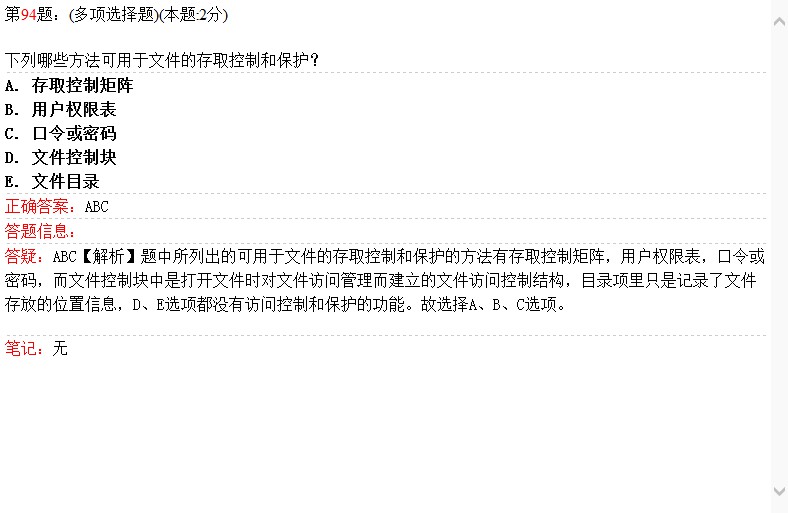 第94题：(多项选择题)(本题:2分)
下列哪些方法可用于文件的存取控制和保护?
A. 存取控制矩阵
B. 用户权限表
C. 口令或密码
D. 文件控制块
E. 文件目录
正确答案：ABC
答题信息：
答疑：ABC【解析】题中所列出的可用于文件的存取控制和保护的方法有存取控制矩阵，用户权限表，口令或
密码，而文件控制块中是打开文件时对文件访问管理而建立的文件访问控制结构，目录项里只是记录了文件
存放的位置信息，D、E选项都没有访问控制和保护的功能。故选择A、B、C选项。
笔记：无